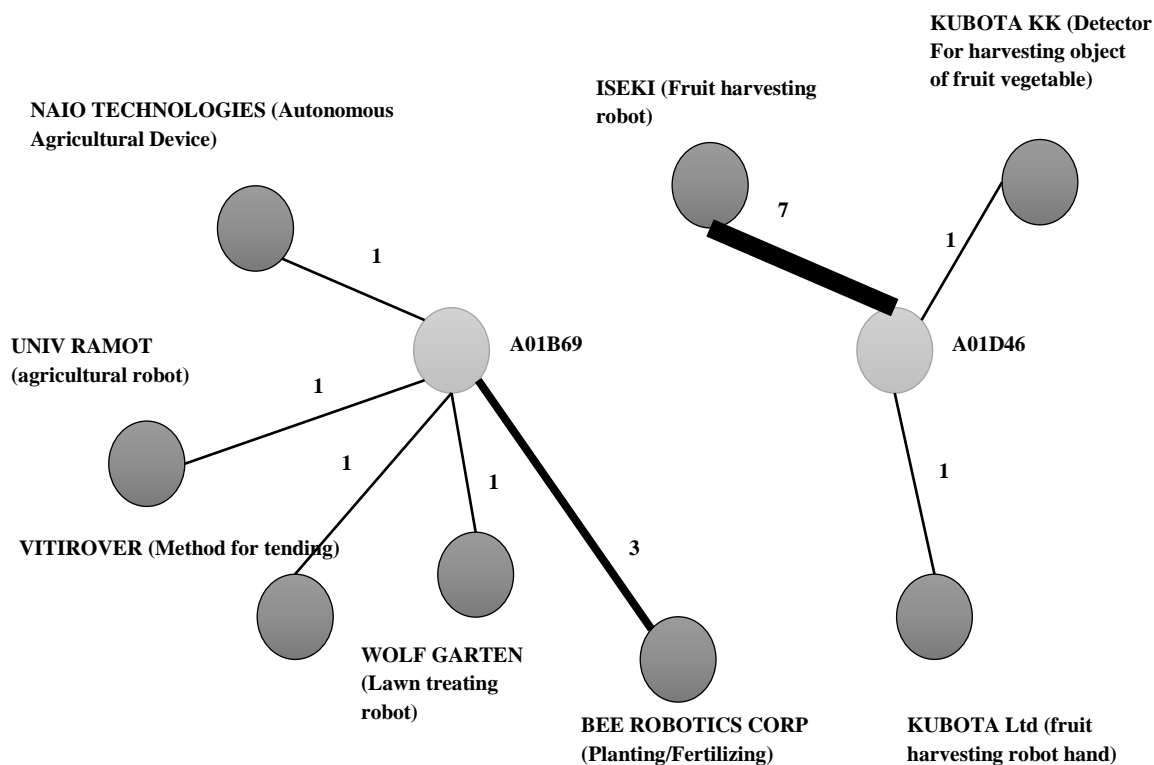 KUBOTA KK (Detector
For harvesting object
of fruit vegetable)
ISEKI (Fruit harvesting
robot)
NAIO TECHNOLOGIES (Autonomous
Agricultural Device)
7
1
1
A01B69
A01D46
UNIV RAMOT
(agricultural robot)
1
1
1
1
VITIROVER (Method for tending)
3
WOLF GARTEN
(Lawn treating
robot)
BEE ROBOTICS CORP
(Planting/Fertilizing)
KUBOTA Ltd (fruit
harvesting robot hand)